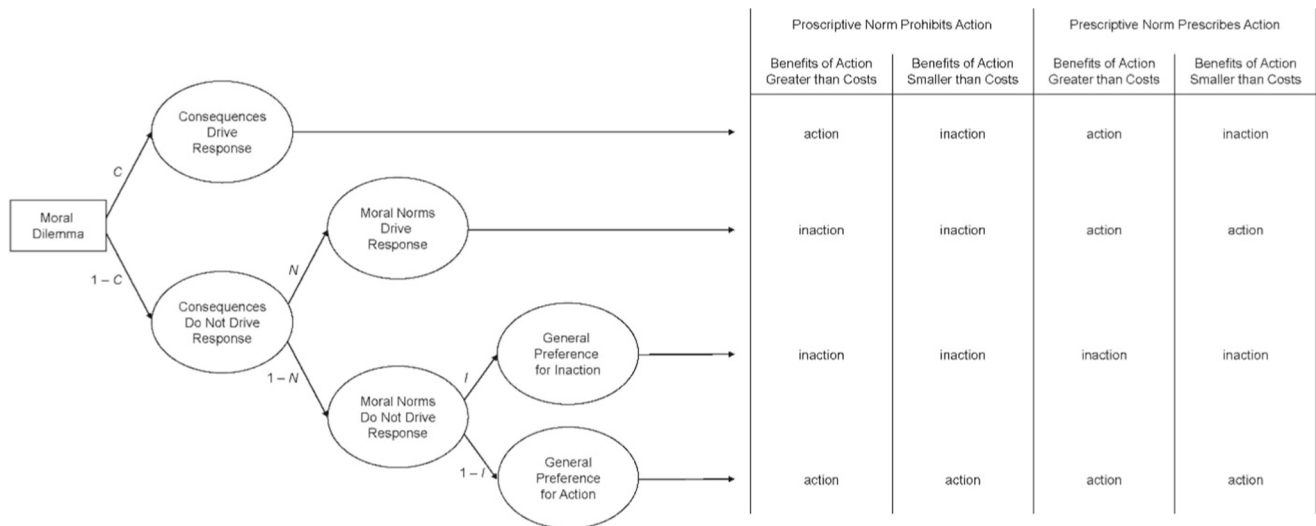 Proscriptive Norm Prohibits Action
Prescriptive Norm Prescribes Action
Benefits of Action
Greater than Costs
Benefits of Action
Smaller than Costs
Benefits of Action
Greater than Costs
Benefits of Action
Smaller than Costs
Consequences
Drive
Response
action
inaction
action
inaction
C
Moral
Dilemma
Moral Norms
Drive
Response
inaction
inaction
action
action
1 – C
N
Consequences
Do Not Drive
Response
General
Preference
for Inaction
inaction
inaction
inaction
inaction
1 – N
I
Moral Norms
Do Not Drive
Response
1 – I
General
Preference
for Action
action
action
action
action